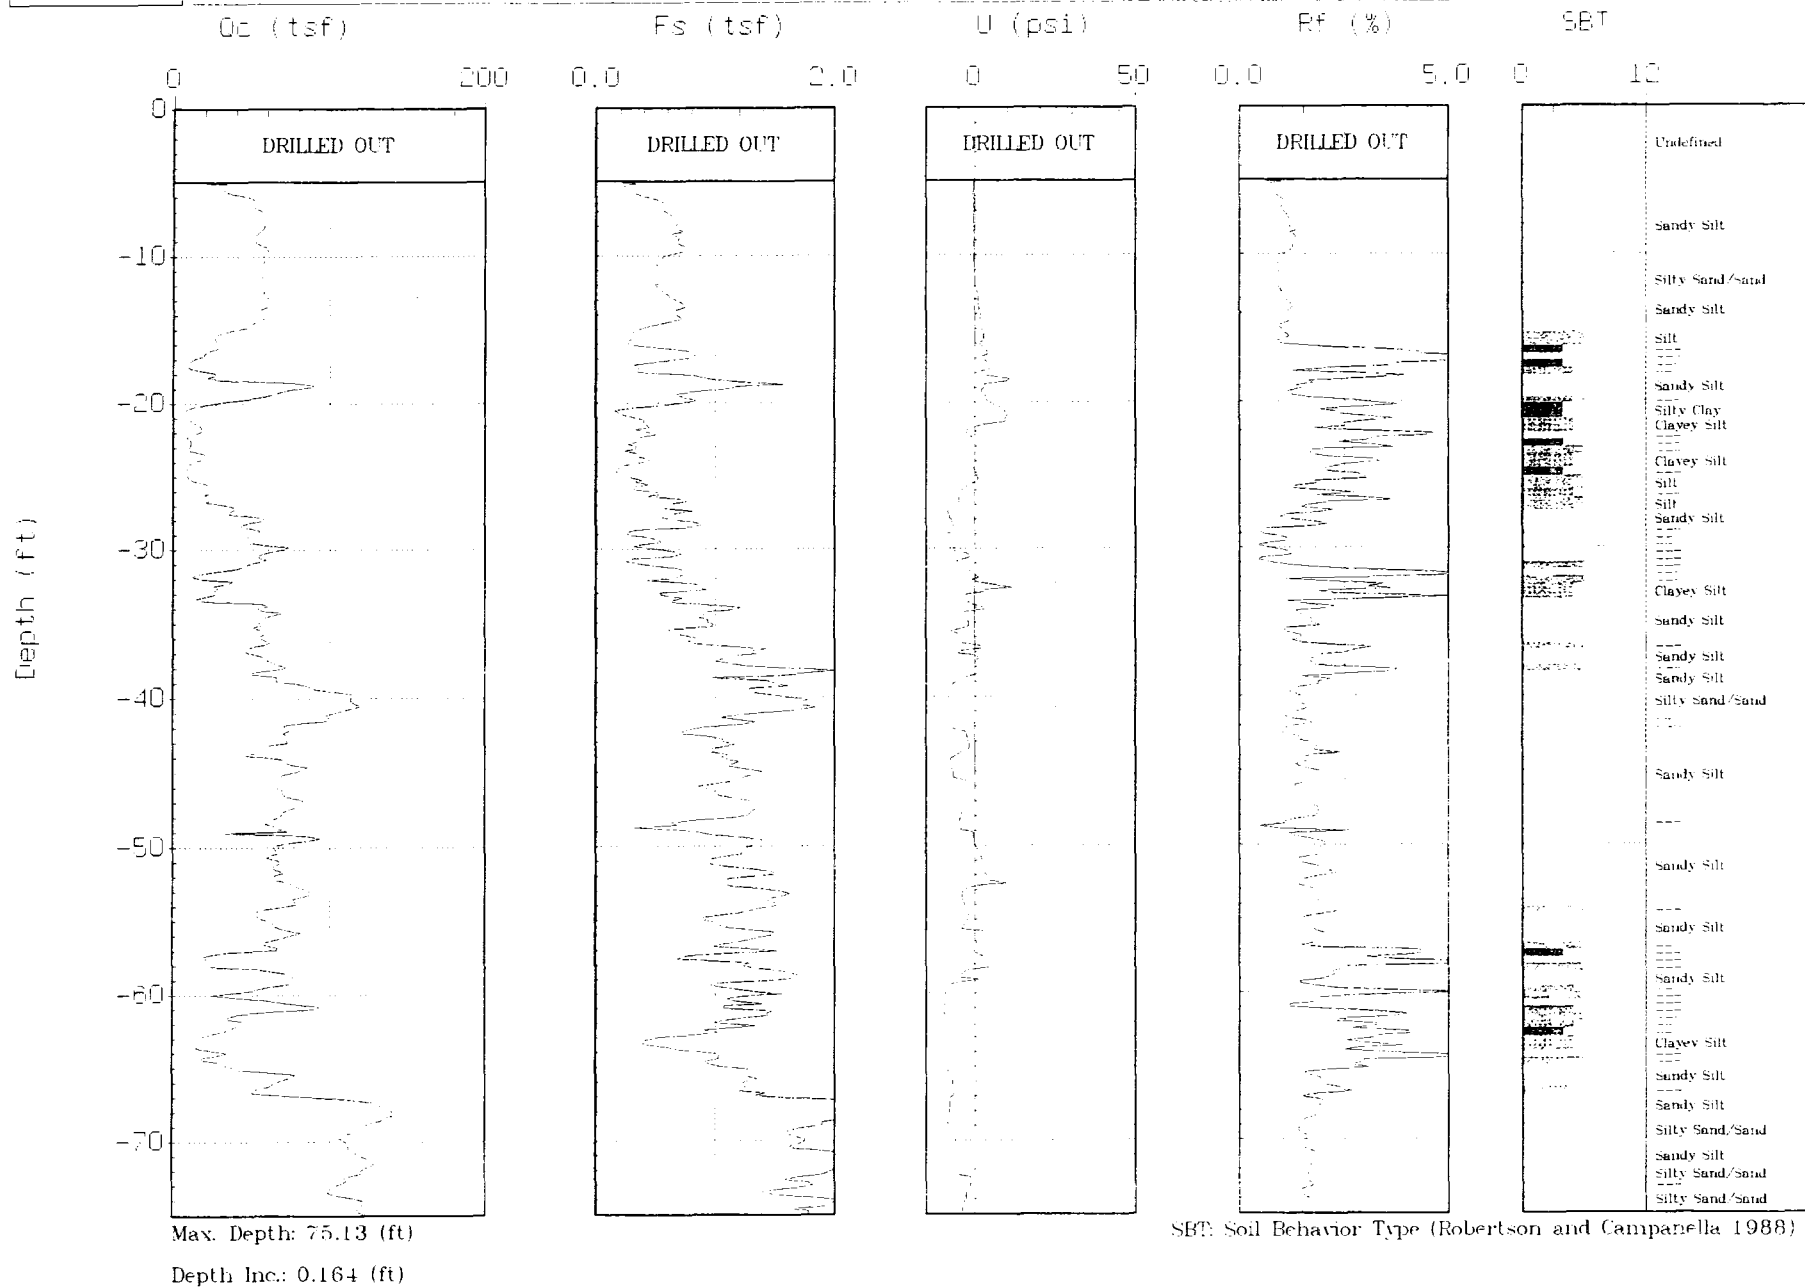 Qc (tsf) Fs (tsf) U (psi) Rf (%) SBT
0 200 0.0 2.0 0 50 0.0 5.0 0 12
0
DRILLED OUT DRILLED OUT DRILLED OUT DRILLED OUT
Undefined
Sandy Silt
-10
Silty Sand/Sand
Sandy Silt
Silt
Sandy Silt
-20
Silty Clay
Clayey Silt
Clayey Silt
Silt
Silt
Sandy Silt
Depth (ft)
-30
Clayey Silt
Sandy Silt
Sandy Silt
Sandy Silt
-40
Silty Sand/Sand
Sandy Silt
-50
Sandy Silt
Sandy Silt
Sandy Silt
-60
Clayey Silt
Sandy Silt
Sandy Silt
-70
Silty Sand/Sand
Sandy Silt
Silty Sand/Sand
Silty Sand/Sand
Max. Depth: 75.13 (ft)
SBT: Soil Behavior Type (Robertson and Campanella 1988)
Depth Inc.: 0.164 (ft)